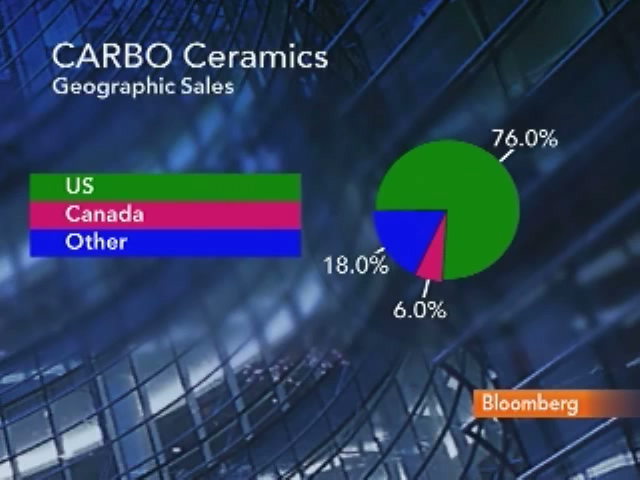 CARBO Ceramics
Geographic Sales
76.0%
US
Canada
Other
18.0%
6.0%
Bloomberg